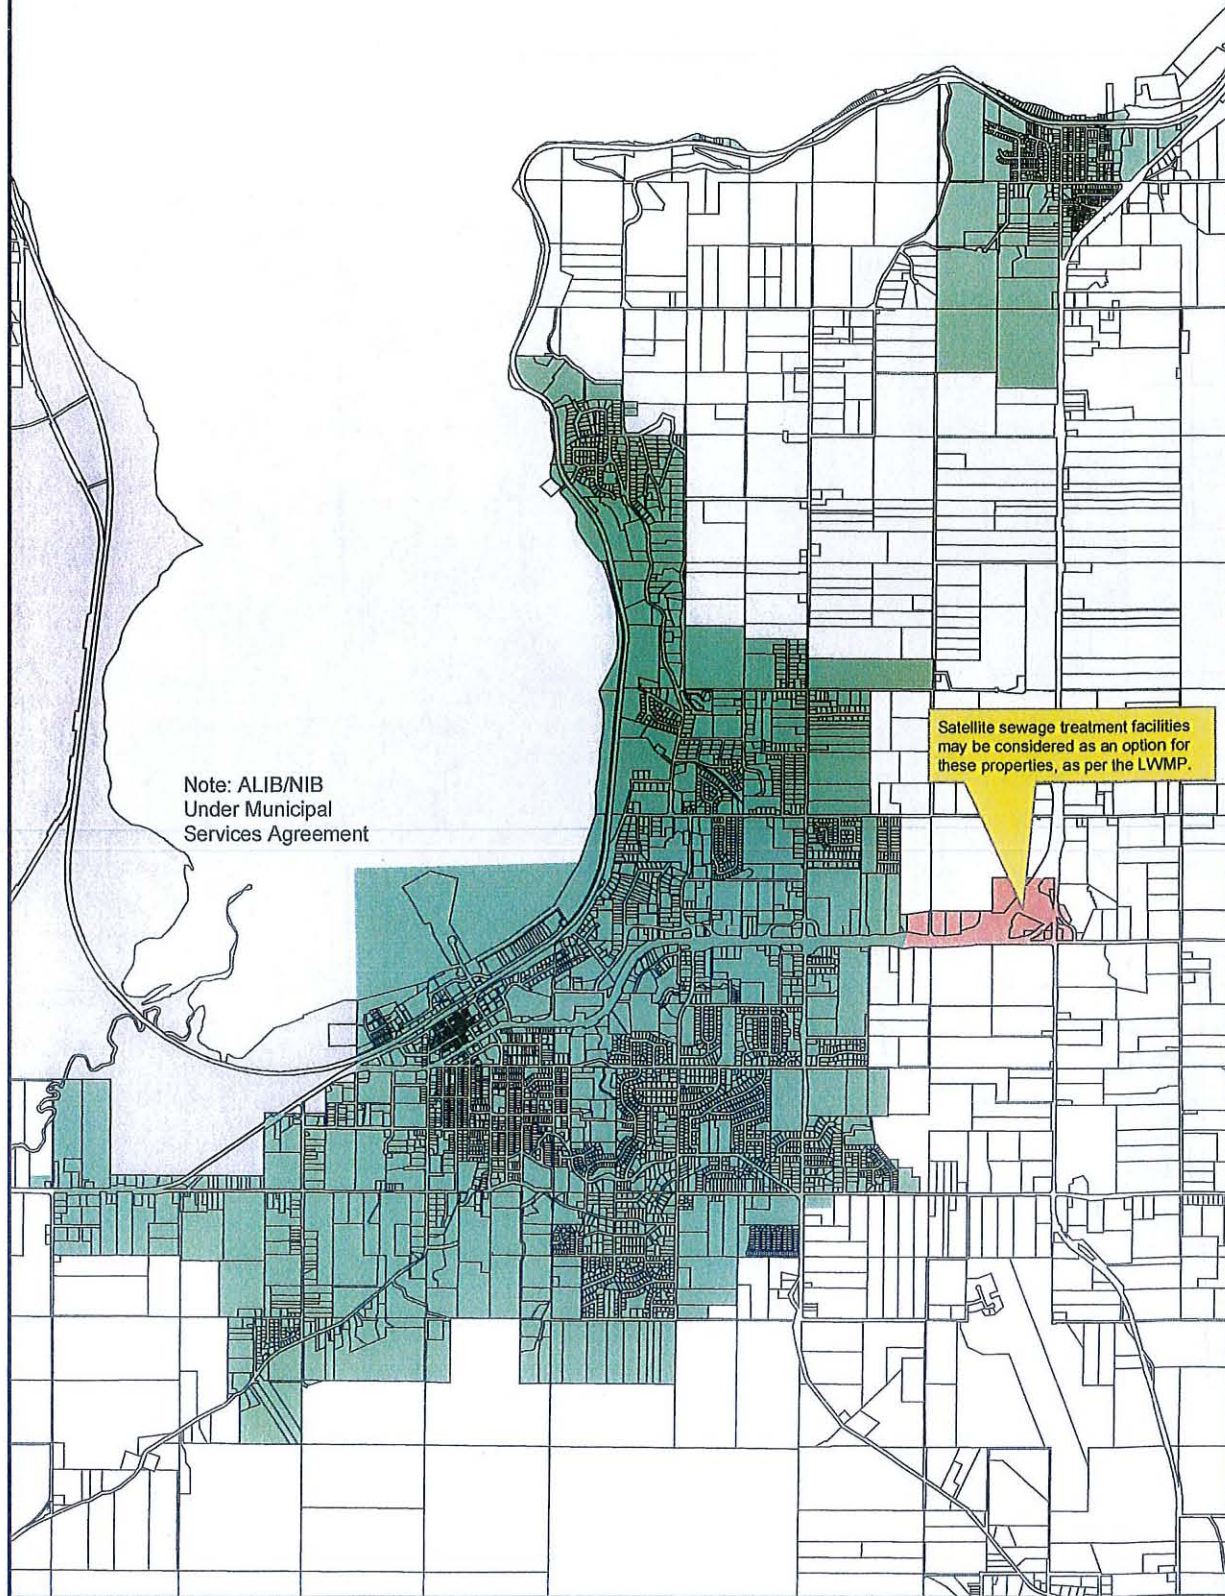 Satellite sewage treatment facilities
may be considered as an option for
these properties, as per the LWMP.
Note: ALIB/NIB
Under Municipal
Services Agreement